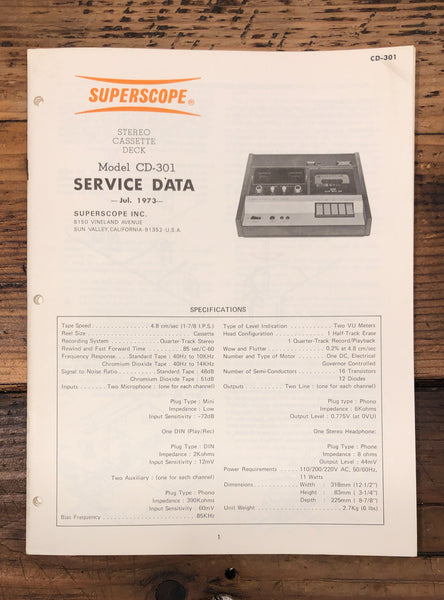 CD-301
SUPERSCOPE®
STEREO
CASSETTE
DECK
Model CD-301
SERVICE DATA
—Jul. 1973—
SUPERSCOPE INC.
8150 VINELAND AVENUE
SUN VALLEY, CALIFORNIA-91352-U.S.A.
SPECIFICATIONS
Tape Speed 4.8 cm/sec (1-7/8 I.P.S.)
Reel Size Cassette
Recording System Quarter-Track Stereo
Rewind and Fast Forward Time 85 sec/C-60
Frequency Response Standard Tape : 40Hz to 10KHz
Chromium Dioxide Tape : 40Hz to 14KHz
Signal to Noise Ratio Standard Tape : 48dB
Chromium Dioxide Tape : 51dB
Inputs Two Microphone : (one for each channel)
Plug Type : Mini
Impedance : Low
Input Sensitivity : -72dB
One DIN (Play/Rec)
Plug Type : DIN
Impedance : 2Kohms
Input Sensitivity : 12mV
Two Auxiliary : (one for each channel)
Plug Type : Phono
Impedance : 390Kohms
Input Sensitivity : 60mV
Bias Frequency 85KHz
Type of Level Indication Two VU Meters
Head Configuration 1 Half-Track Erase
1 Quarter-Track Record/Playback
Wow and Flutter 0.2% at 4.8 cm/sec
Number and Type of Motor One DC, Electrical
Governor Controlled
Number of Semi-Conductors 16 Transistors
12 Diodes
Outputs Two Line : (one for each channel)
Plug type : Phono
Impedance : 6Kohms
Output Level : 0.775V (at 0VU)
One Stereo Headphone:
Plug Type : Phone
Impedance : 8 ohms
Output Level : 44mV
Power Requirements 110/200/220V AC, 50/60Hz,
11 Watts
Dimensions Width : 318mm (12-1/2")
Height : 83mm ( 3-1/4")
Depth : 225mm ( 8-7/8")
Unit Weight 2.7Kg (6 lbs)
1